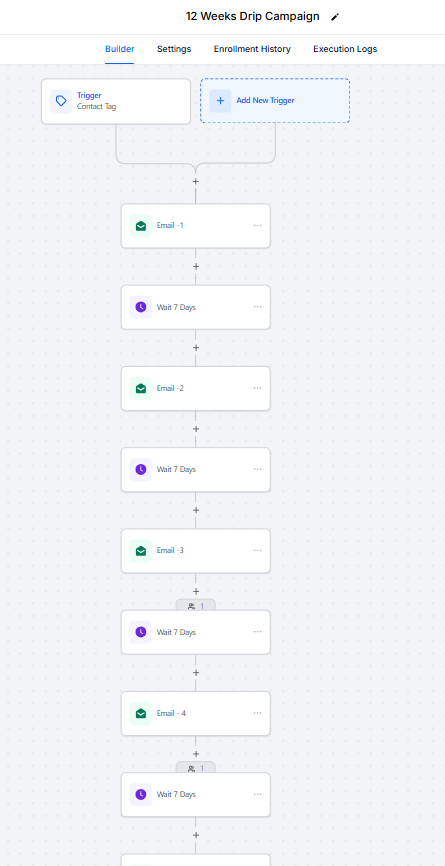 12 Weeks Drip Campaign
Builder Settings Enrollment History Execution Logs
Trigger
Contact Tag
Add New Trigger
Email -1
Wait 7 Days
Email -2
Wait 7 Days
Email -3
1
Wait 7 Days
Email - 4
1
Wait 7 Days